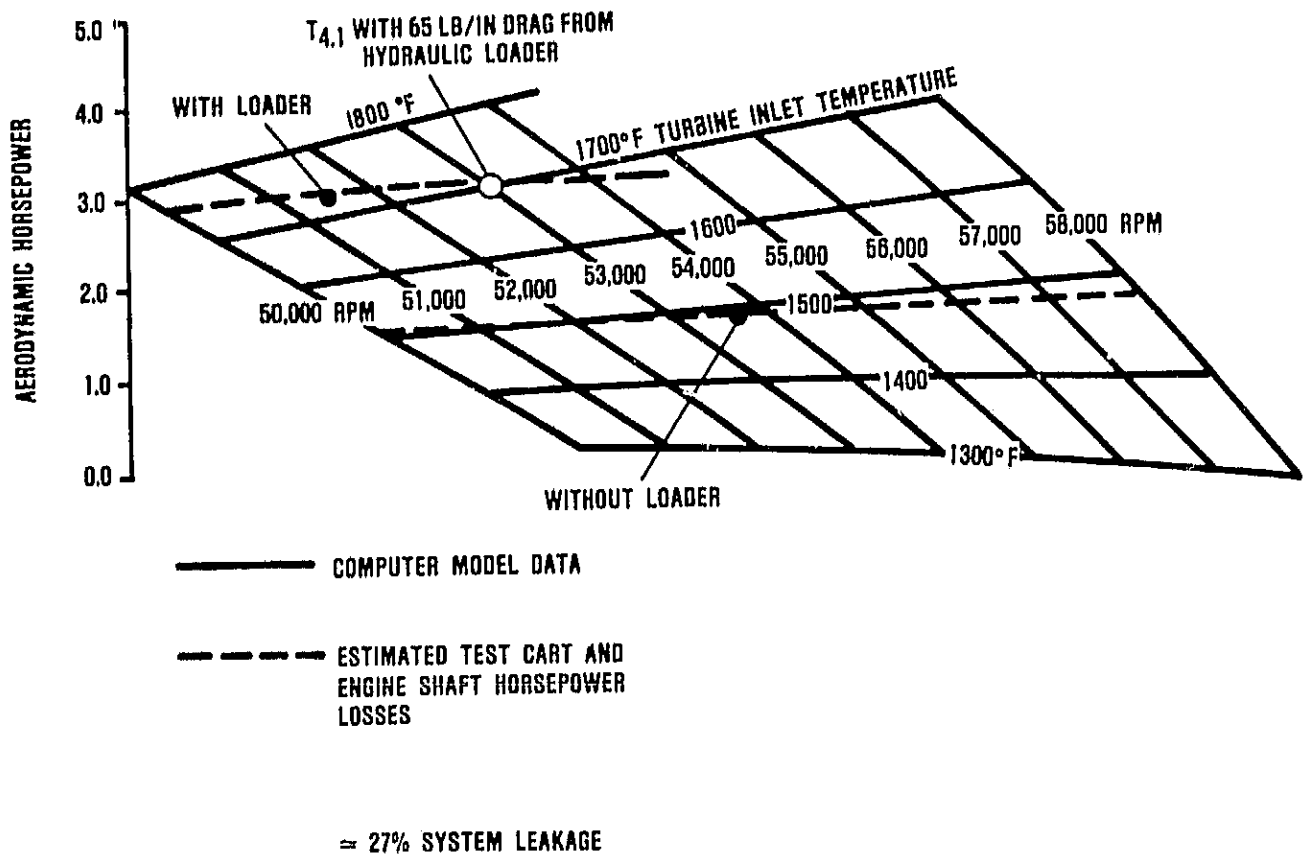 5.0
T4.1 WITH 65 LB/IN DRAG FROM
HYDRAULIC LOADER
WITH LOADER
1800 °F
4.0
1700°F TURBINE INLET TEMPERATURE
AERODYNAMIC HORSEPOWER
3.0
1600
58,000 RPM
57,000
56,000
55,000
54,000
53,000
52,000
51,000
50,000 RPM
2.0
1500
1.0
1400
1300°F
0.0
WITHOUT LOADER
COMPUTER MODEL DATA
ESTIMATED TEST CART AND
ENGINE SHAFT HORSEPOWER
LOSSES
≃ 27% SYSTEM LEAKAGE